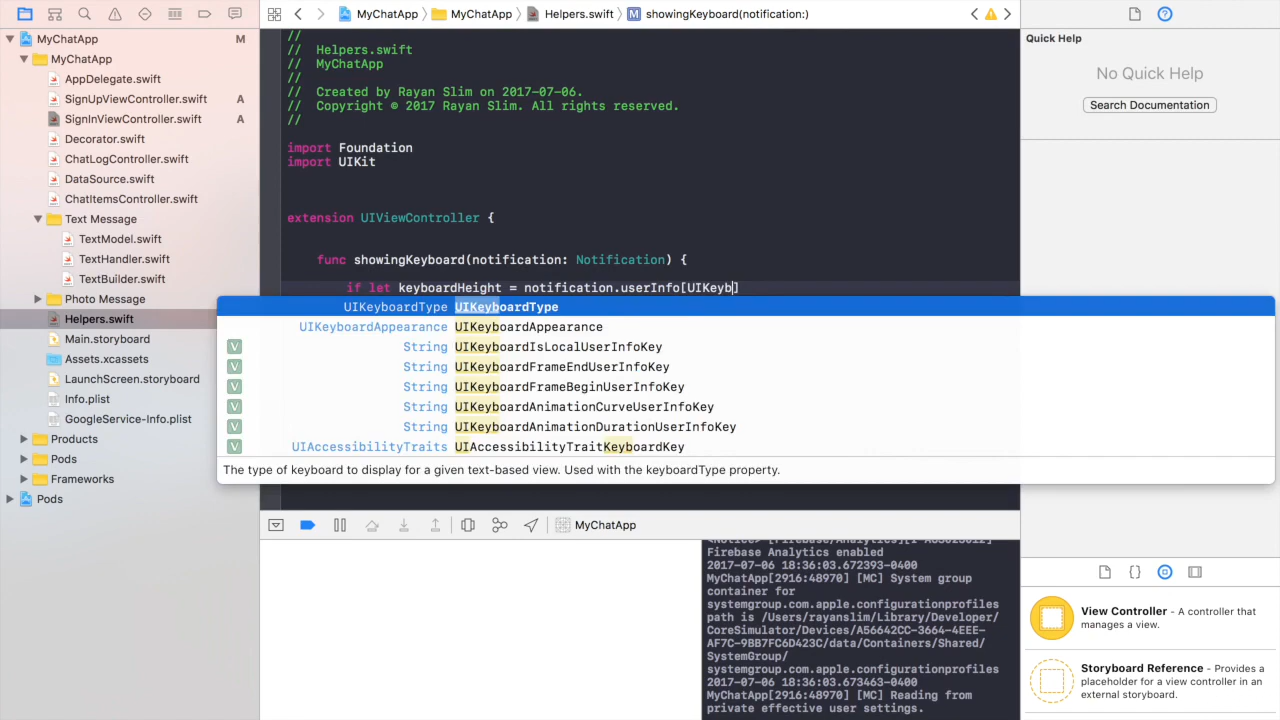 MyChatApp
MyChatApp
Helpers.swift
showingKeyboard(notification:)
MyChatApp
M
MyChatApp
AppDelegate.swift
SignUpViewController.swift
A
SignInViewController.swift
A
Decorator.swift
ChatLogController.swift
DataSource.swift
ChatItemsController.swift
Text Message
TextModel.swift
TextHandler.swift
TextBuilder.swift
Photo Message
Helpers.swift
Main.storyboard
Assets.xcassets
LaunchScreen.storyboard
Info.plist
GoogleService-Info.plist
Products
Pods
Frameworks
Pods
//
//  Helpers.swift
//  MyChatApp
//
//  Created by Rayan Slim on 2017-07-06.
//  Copyright © 2017 Rayan Slim. All rights reserved.
//
import Foundation
import UIKit
extension UIViewController {
func showingKeyboard(notification: Notification) {
if let keyboardHeight = notification.userInfo[UIKeyb]
UIKeyboardType UIKeyboardType
UIKeyboardAppearance UIKeyboardAppearance
V String UIKeyboardIsLocalUserInfoKey
V String UIKeyboardFrameEndUserInfoKey
V String UIKeyboardFrameBeginUserInfoKey
V String UIKeyboardAnimationCurveUserInfoKey
V String UIKeyboardAnimationDurationUserInfoKey
V UIAccessibilityTraits UIAccessibilityTraitKeyboardKey
The type of keyboard to display for a given text-based view. Used with the keyboardType property.
MyChatApp
Firebase Analytics enabled
2017-07-06 18:36:03.672393-0400
MyChatApp[2916:48970] [MC] System group
container for
systemgroup.com.apple.configurationprofiles
path is /Users/rayanslim/Library/Developer/
CoreSimulator/Devices/A56642CC-3664-4EEE-
AF7C-9BB7FC6D423C/data/Containers/Shared/
SystemGroup/
systemgroup.com.apple.configurationprofiles
2017-07-06 18:36:03.673463-0400
MyChatApp[2916:48970] [MC] Reading from
private effective user settings.
Quick Help
No Quick Help
Search Documentation
View Controller - A controller that
manages a view.
Storyboard Reference - Provides a
placeholder for a view controller in an
external storyboard.